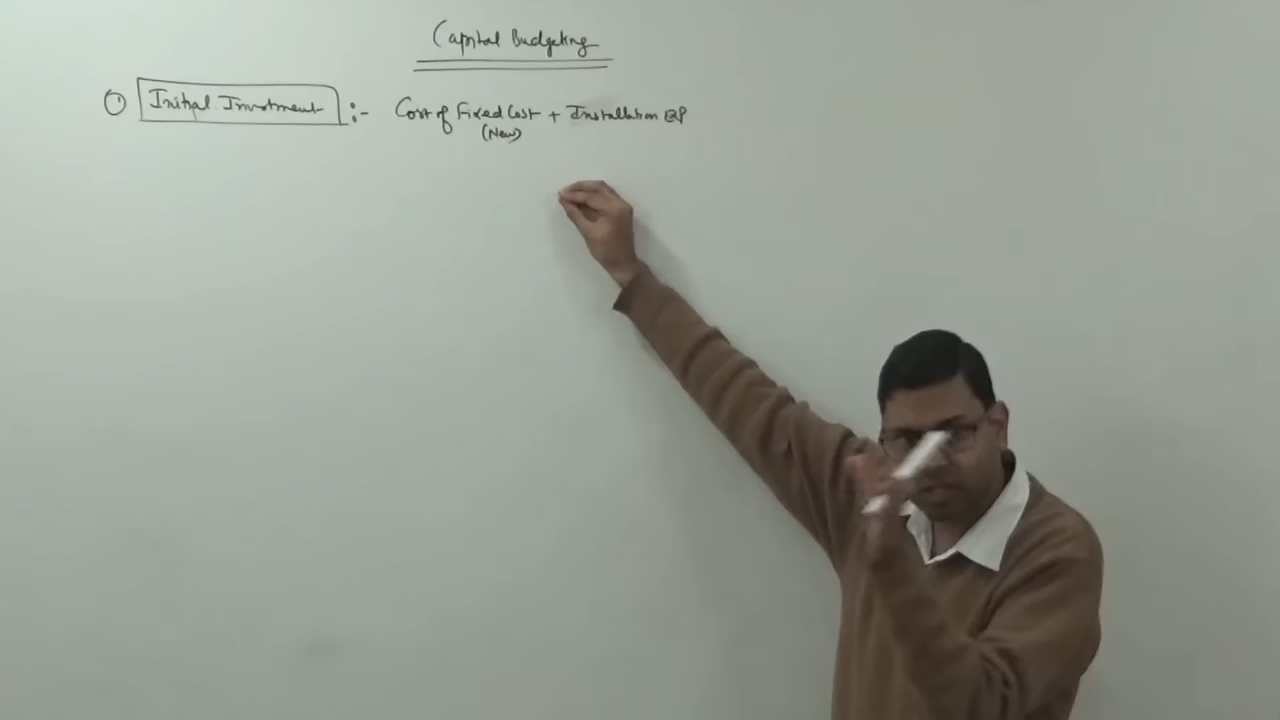 Capital Budgeting
① Initial Investment :- Cost of Fixed Cost + Installation Exp
(New)